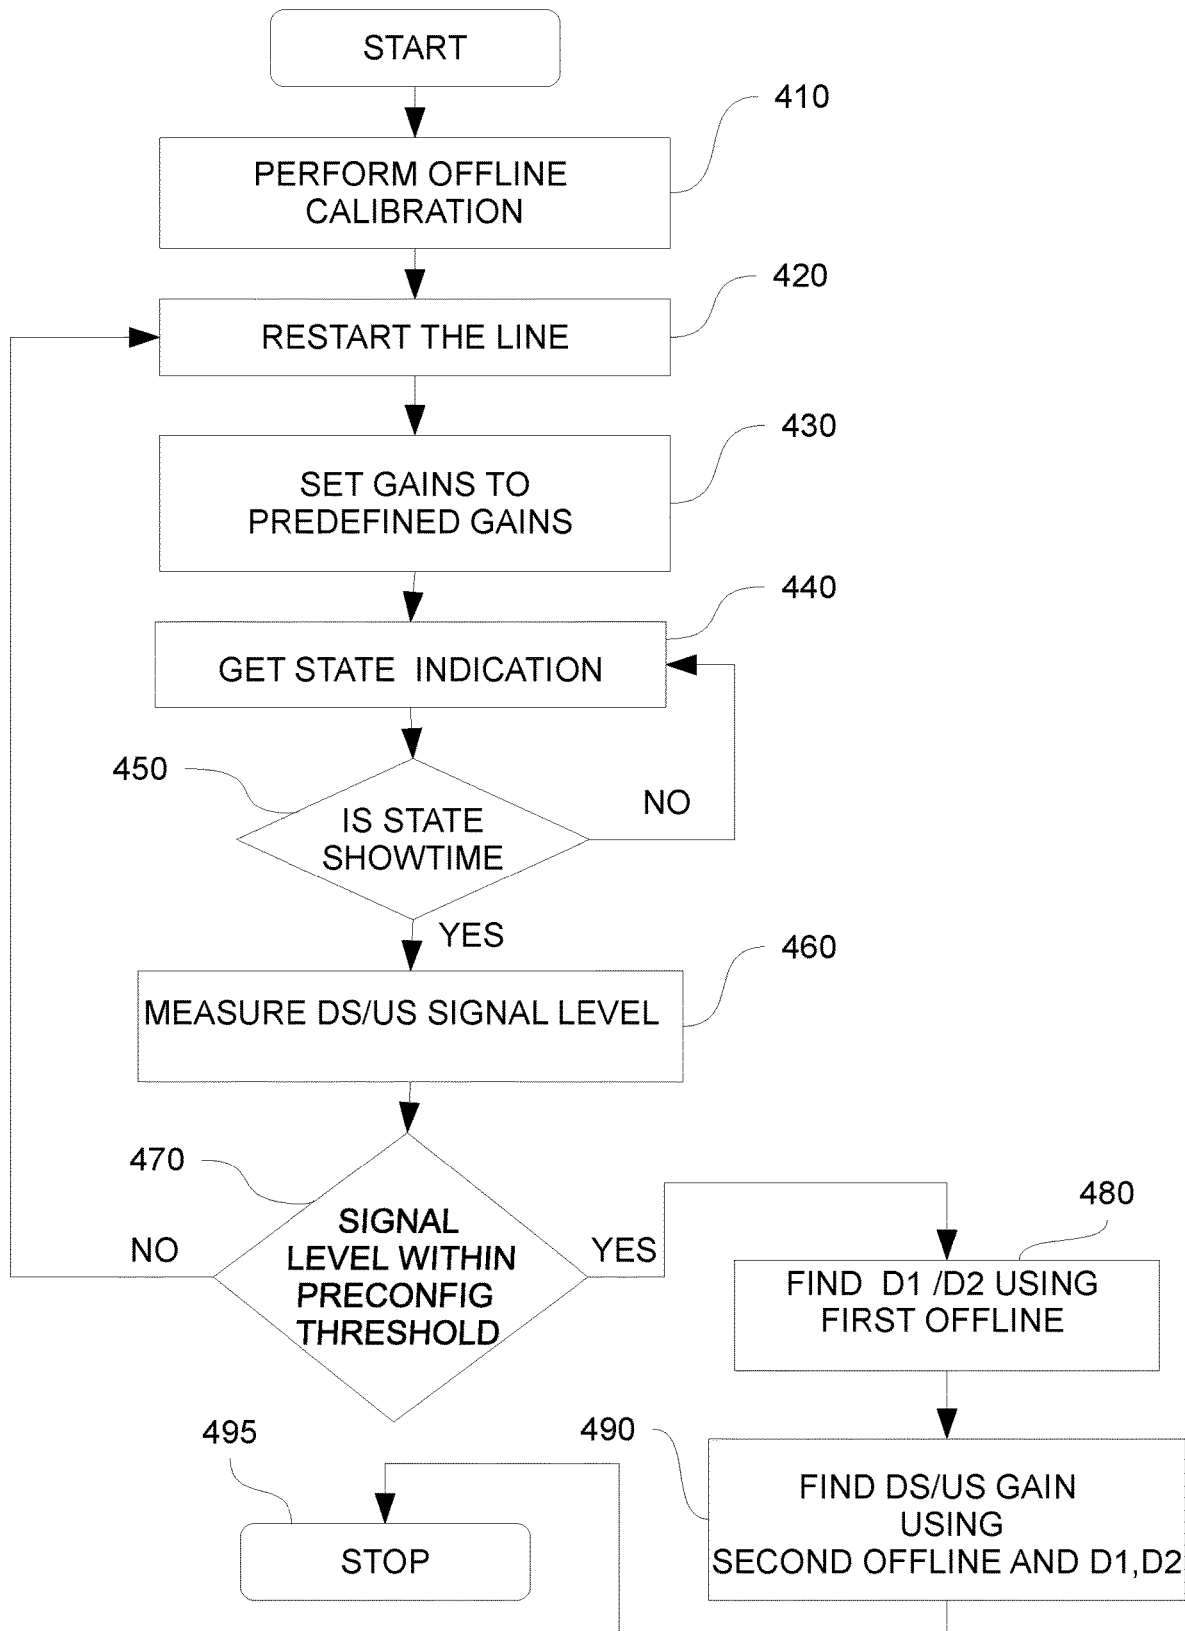 START
410
PERFORM OFFLINE
CALIBRATION
420
RESTART THE LINE
430
SET GAINS TO
PREDEFINED GAINS
440
GET STATE INDICATION
450
IS STATE
SHOWTIME
NO
YES
460
MEASURE DS/US SIGNAL LEVEL
470
SIGNAL
LEVEL WITHIN
PRECONFIG
THRESHOLD
NO
YES
480
FIND D1 /D2 USING
FIRST OFFLINE
490
FIND DS/US GAIN
USING
SECOND OFFLINE AND D1,D2
495
STOP